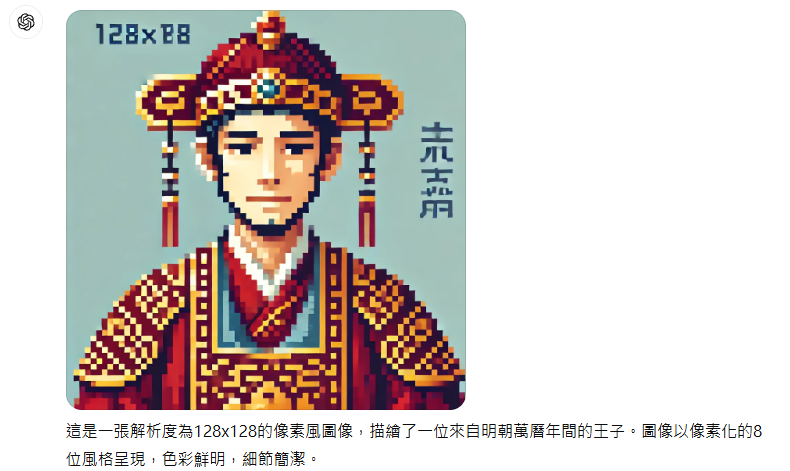 128x
這是一張解析度為128x128的像素風圖像，描繪了一位來自明朝萬曆年間的王子。圖像以像素化的8
位風格呈現，色彩鮮明，細節簡潔。